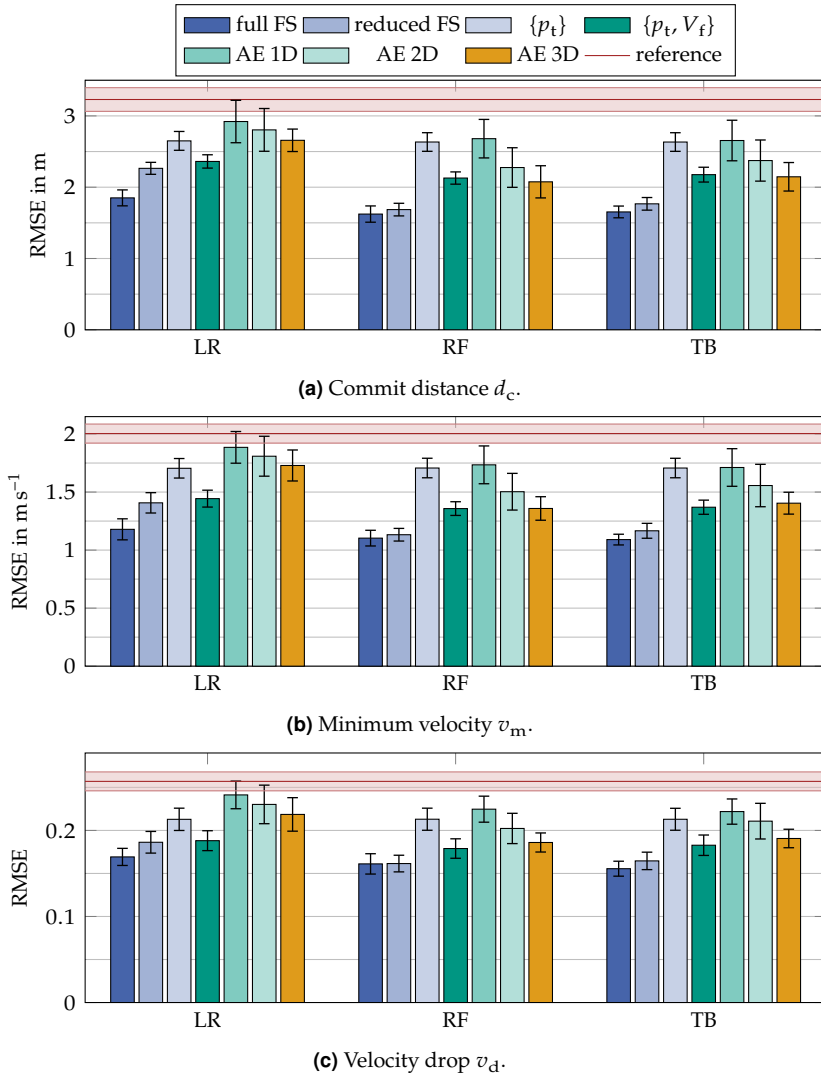 full FS reduced FS {p_t} {p_t, V_f}
AE 1D AE 2D AE 3D reference
3
2
1
0
RMSE in m
LR RF TB
(a) Commit distance d_c.
2
1.5
1
0.5
0
RMSE in m s⁻¹
LR RF TB
(b) Minimum velocity v_m.
0.2
0.1
0
RMSE
LR RF TB
(c) Velocity drop v_d.